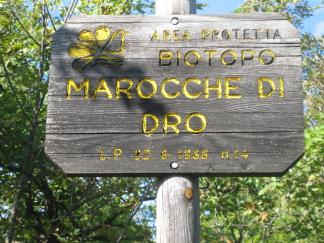 AREA PROTETTA
BIOTOPO
MAROCCHE DI
DRO
L.P. 23 6 1986 n.14